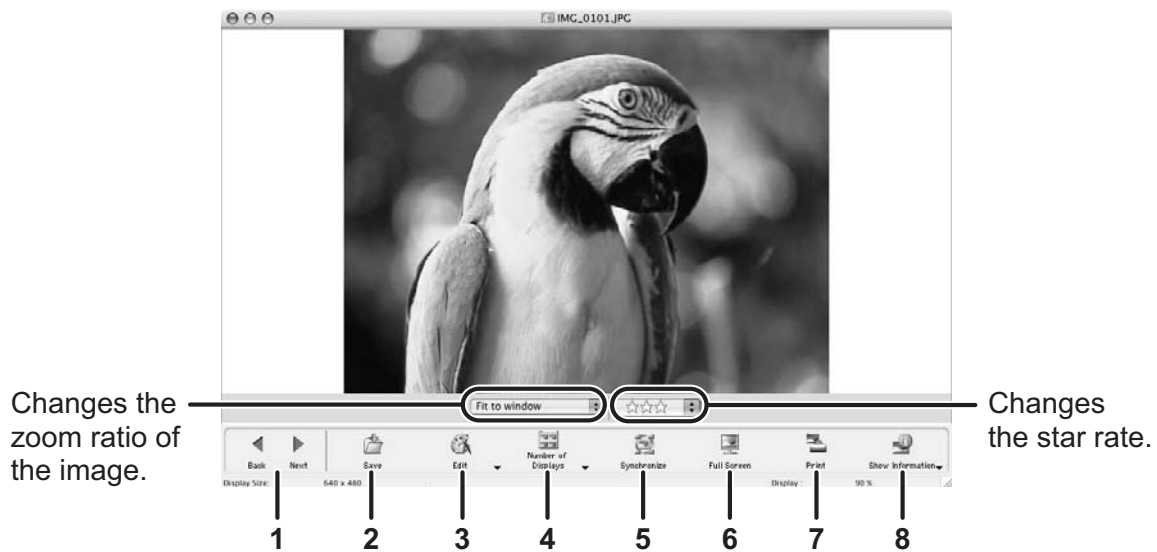 IMG_0101.JPG
Changes the
zoom ratio of
the image.
Fit to window
Changes
the star rate.
Back
Next
Save
Edit
Number of
Displays
Synchronize
Full Screen
Print
Show Information
Display Size:
640 x 480
Display :
90 %
1
2
3
4
5
6
7
8